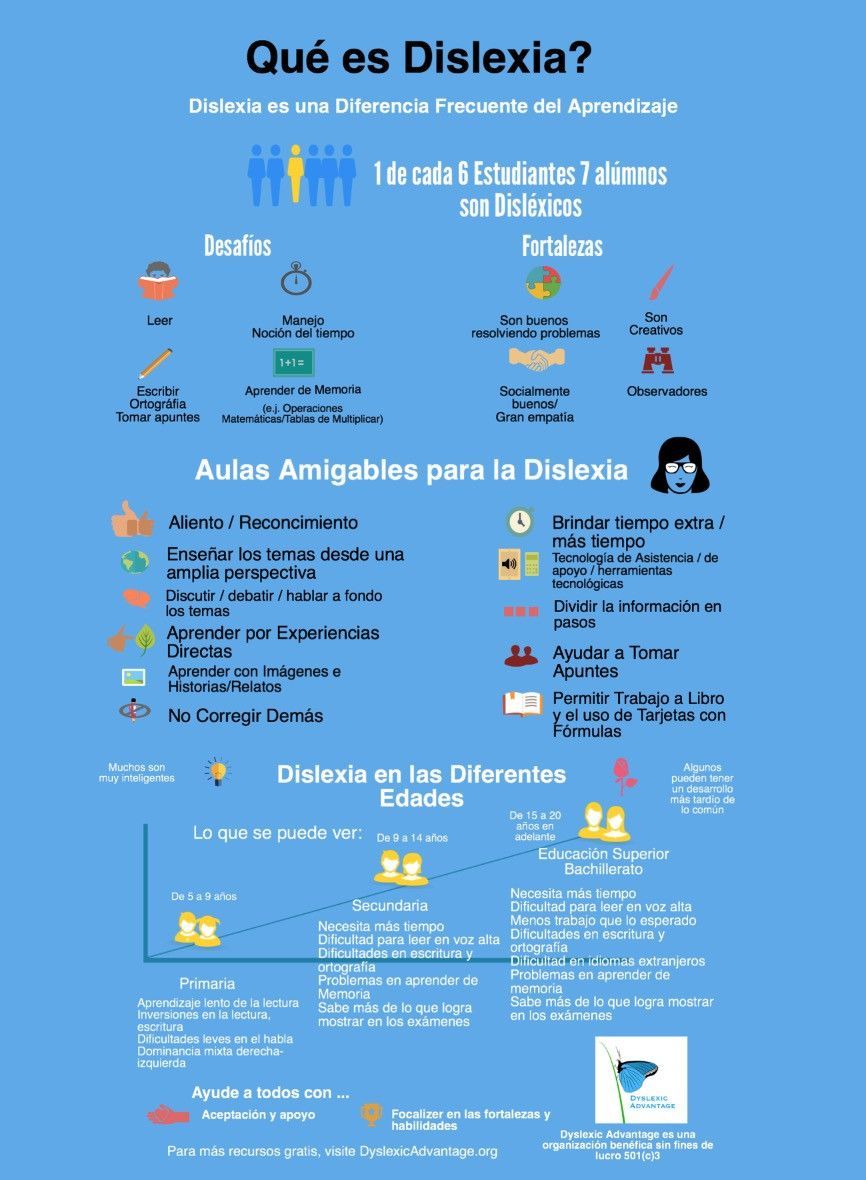 Qué es Dislexia?
Dislexia es una Diferencia Frecuente del Aprendizaje
1 de cada 6 Estudiantes 7 alúmnos
son Disléxicos
Desafíos
Leer
Manejo
Noción del tiempo
Escribir
Ortográfia
Tomar apuntes
1+1=
Aprender de Memoria
(e.j. Operaciones
Matemáticas/Tablas de Multiplicar)
Fortalezas
Son buenos
resolviendo problemas
Son
Creativos
Socialmente
buenos/
Gran empatía
Observadores
Aulas Amigables para la Dislexia
Aliento / Reconcimiento
Enseñar los temas desde una
amplia perspectiva
Discutir / debatir / hablar a fondo
los temas
Aprender por Experiencias
Directas
Aprender con Imágenes e
Historias/Relatos
No Corregir Demás
Brindar tiempo extra /
más tiempo
Tecnología de Asistencia / de
apoyo / herramientas
tecnológicas
Dividir la información en
pasos
Ayudar a Tomar
Apuntes
Permitir Trabajo a Libro
y el uso de Tarjetas con
Fórmulas
Muchos son
muy inteligentes
Dislexia en las Diferentes
Edades
Algunos
pueden tener
un desarrollo
más tardío de
lo común
Lo que se puede ver:
De 5 a 9 años
Primaria
Aprendizaje lento de la lectura
Inversiones en la lectura,
escritura
Dificultades leves en el habla
Dominancia mixta derecha-
izquierda
De 9 a 14 años
Secundaria
Necesita más tiempo
Dificultad para leer en voz alta
Dificultades en escritura y
ortografía
Problemas en aprender de
Memoria
Sabe más de lo que logra
mostrar en los exámenes
De 15 a 20
años en
adelante
Educación Superior
Bachillerato
Necesita más tiempo
Dificultad para leer en voz alta
Menos trabajo que lo esperado
Dificultades en escritura y
ortografía
Dificultad en idiomas extranjeros
Problemas en aprender de
memoria
Sabe más de lo que logra mostrar
en los exámenes
Ayude a todos con ...
Aceptación y apoyo
Focalizer en las fortalezas y
habilidades
Para más recursos gratis, visite DyslexicAdvantage.org
DYSLEXIC
ADVANTAGE
Dyslexic Advantage es una
organización benéfica sin fines de
lucro 501(c)3